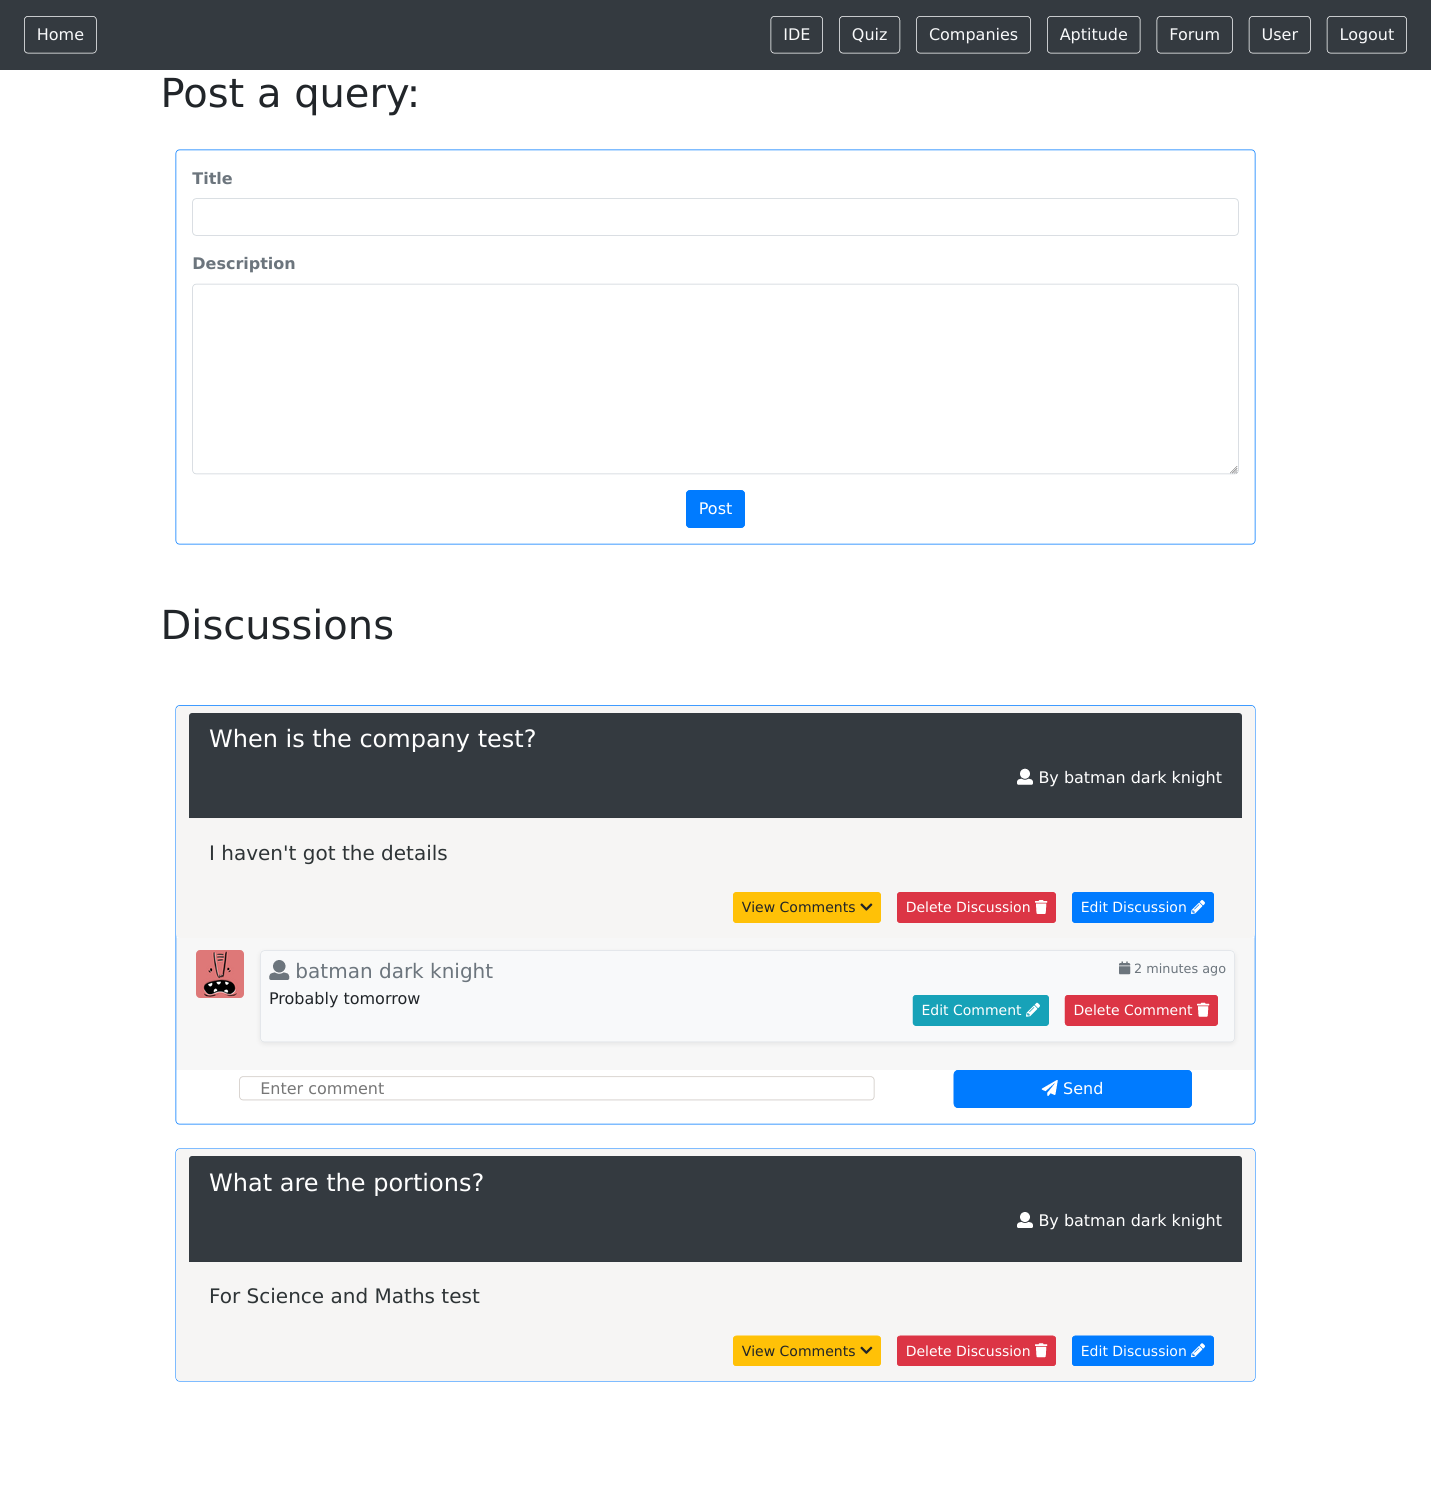 Home IDE Quiz Companies Aptitude Forum User Logout
Post a query:
Title
Description
Post
Discussions
When is the company test?
By batman dark knight
I haven't got the details
View Comments Delete Discussion Edit Discussion
batman dark knight 2 minutes ago
Probably tomorrow
Edit Comment Delete Comment
Enter comment Send
What are the portions?
By batman dark knight
For Science and Maths test
View Comments Delete Discussion Edit Discussion